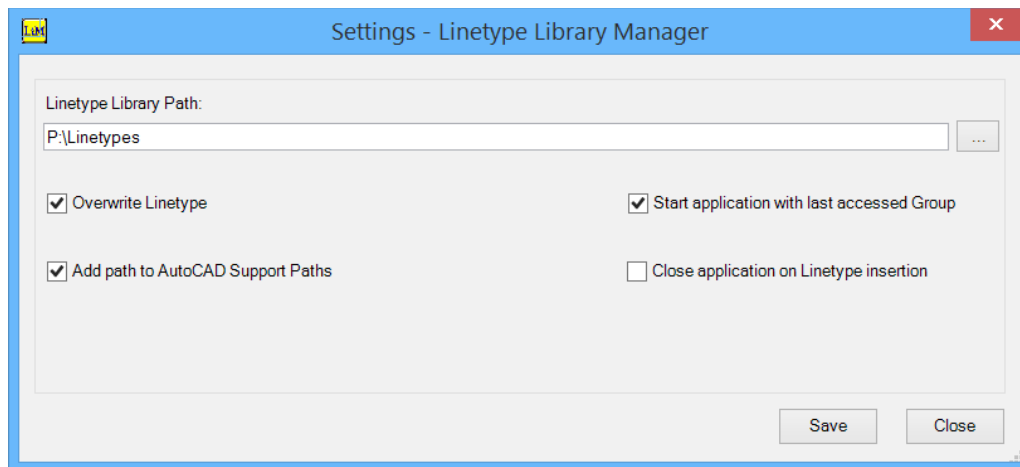 LLM
Settings - Linetype Library Manager
Linetype Library Path:
P:\Linetypes
...
Overwrite Linetype
Start application with last accessed Group
Add path to AutoCAD Support Paths
Close application on Linetype insertion
Save
Close